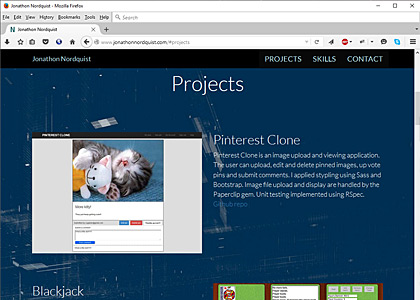 Jonathon Nordquist - Mozilla Firefox
File Edit View History Bookmarks Tools Help
Jonathon Nordquist
www.jonathonnordquist.com/#projects
Search
Jonathon Nordquist PROJECTS SKILLS CONTACT
Projects
PINTEREST CLONE
Pinterest Clone
Pinterest Clone is an image upload and viewing application.
The user can upload, edit and delete pinned images, up vote
pins and submit comments. I applied stypling using Sass and
Bootstrap. Image file upload and display are handled by the
Paperclip gem. Unit testing implemented using RSpec.
Github repo
Blackjack